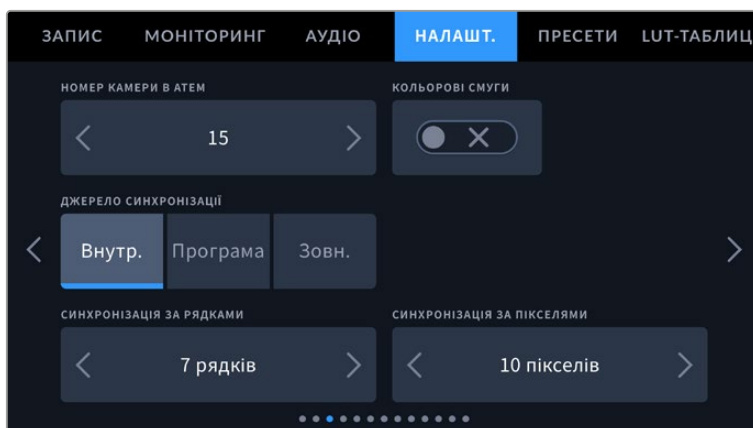 ЗАПИС МОНІТОРИНГ АУДІО НАЛАШТ. ПРЕСЕТИ LUT-ТАБЛИЦ
НОМЕР КАМЕРИ В ATEM КОЛЬОРОВІ СМУГИ
15
ДЖЕРЕЛО СИНХРОНІЗАЦІЇ
Внутр. Програма Зовн.
СИНХРОНІЗАЦІЯ ЗА РЯДКАМИ СИНХРОНІЗАЦІЯ ЗА ПІКСЕЛЯМИ
7 рядків 10 пікселів